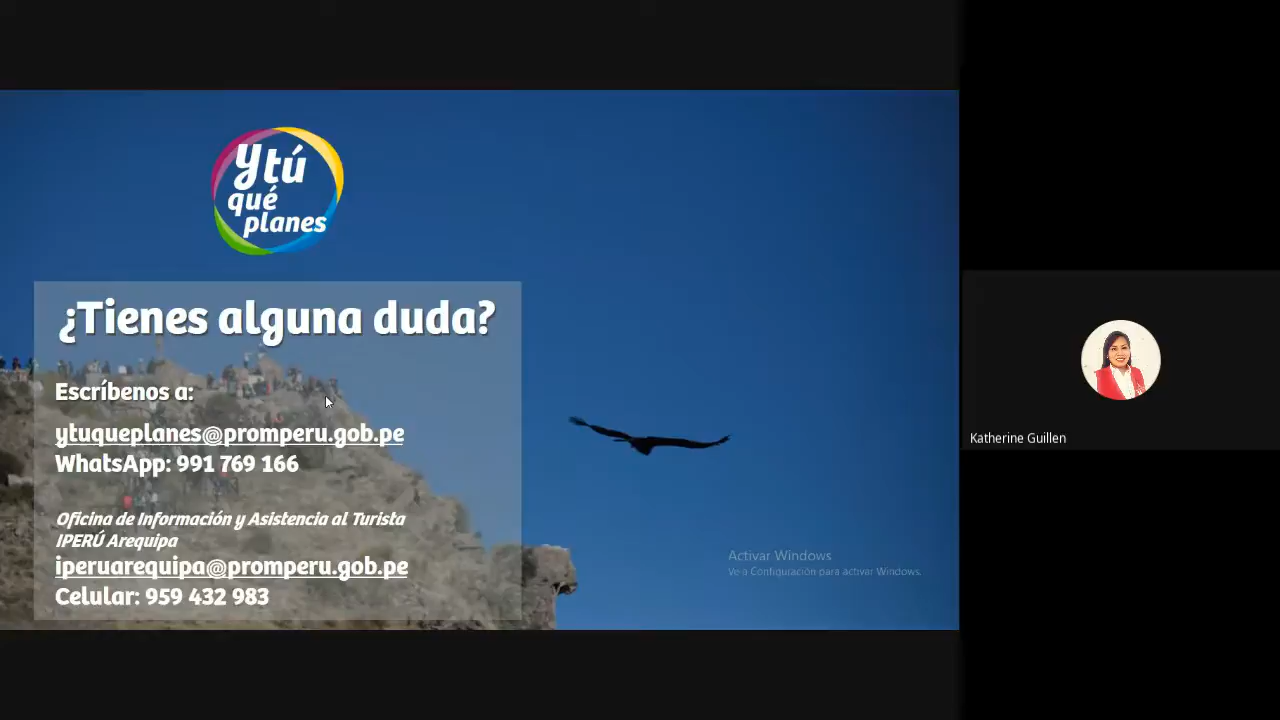 ytú
qué
planes
¿Tienes alguna duda?
Escríbenos a:
ytuqueplanes@promperu.gob.pe
WhatsApp: 991 769 166
Oficina de Información y Asistencia al Turista
IPERÚ Arequipa
iperuarequipa@promperu.gob.pe
Celular: 959 432 983
Activar Windows
Ve a Configuración para activar Windows.
Katherine Guillen